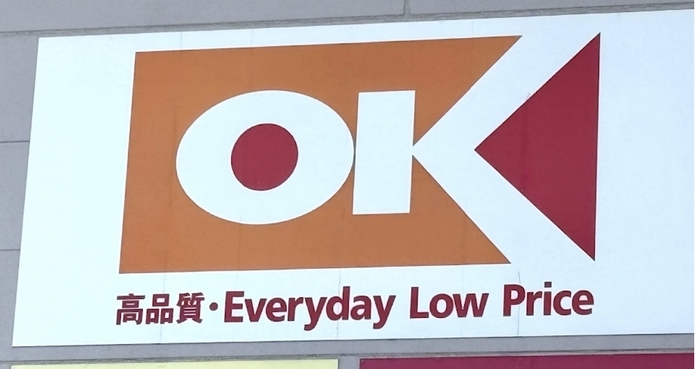 OK
高品質・Everyday Low Price